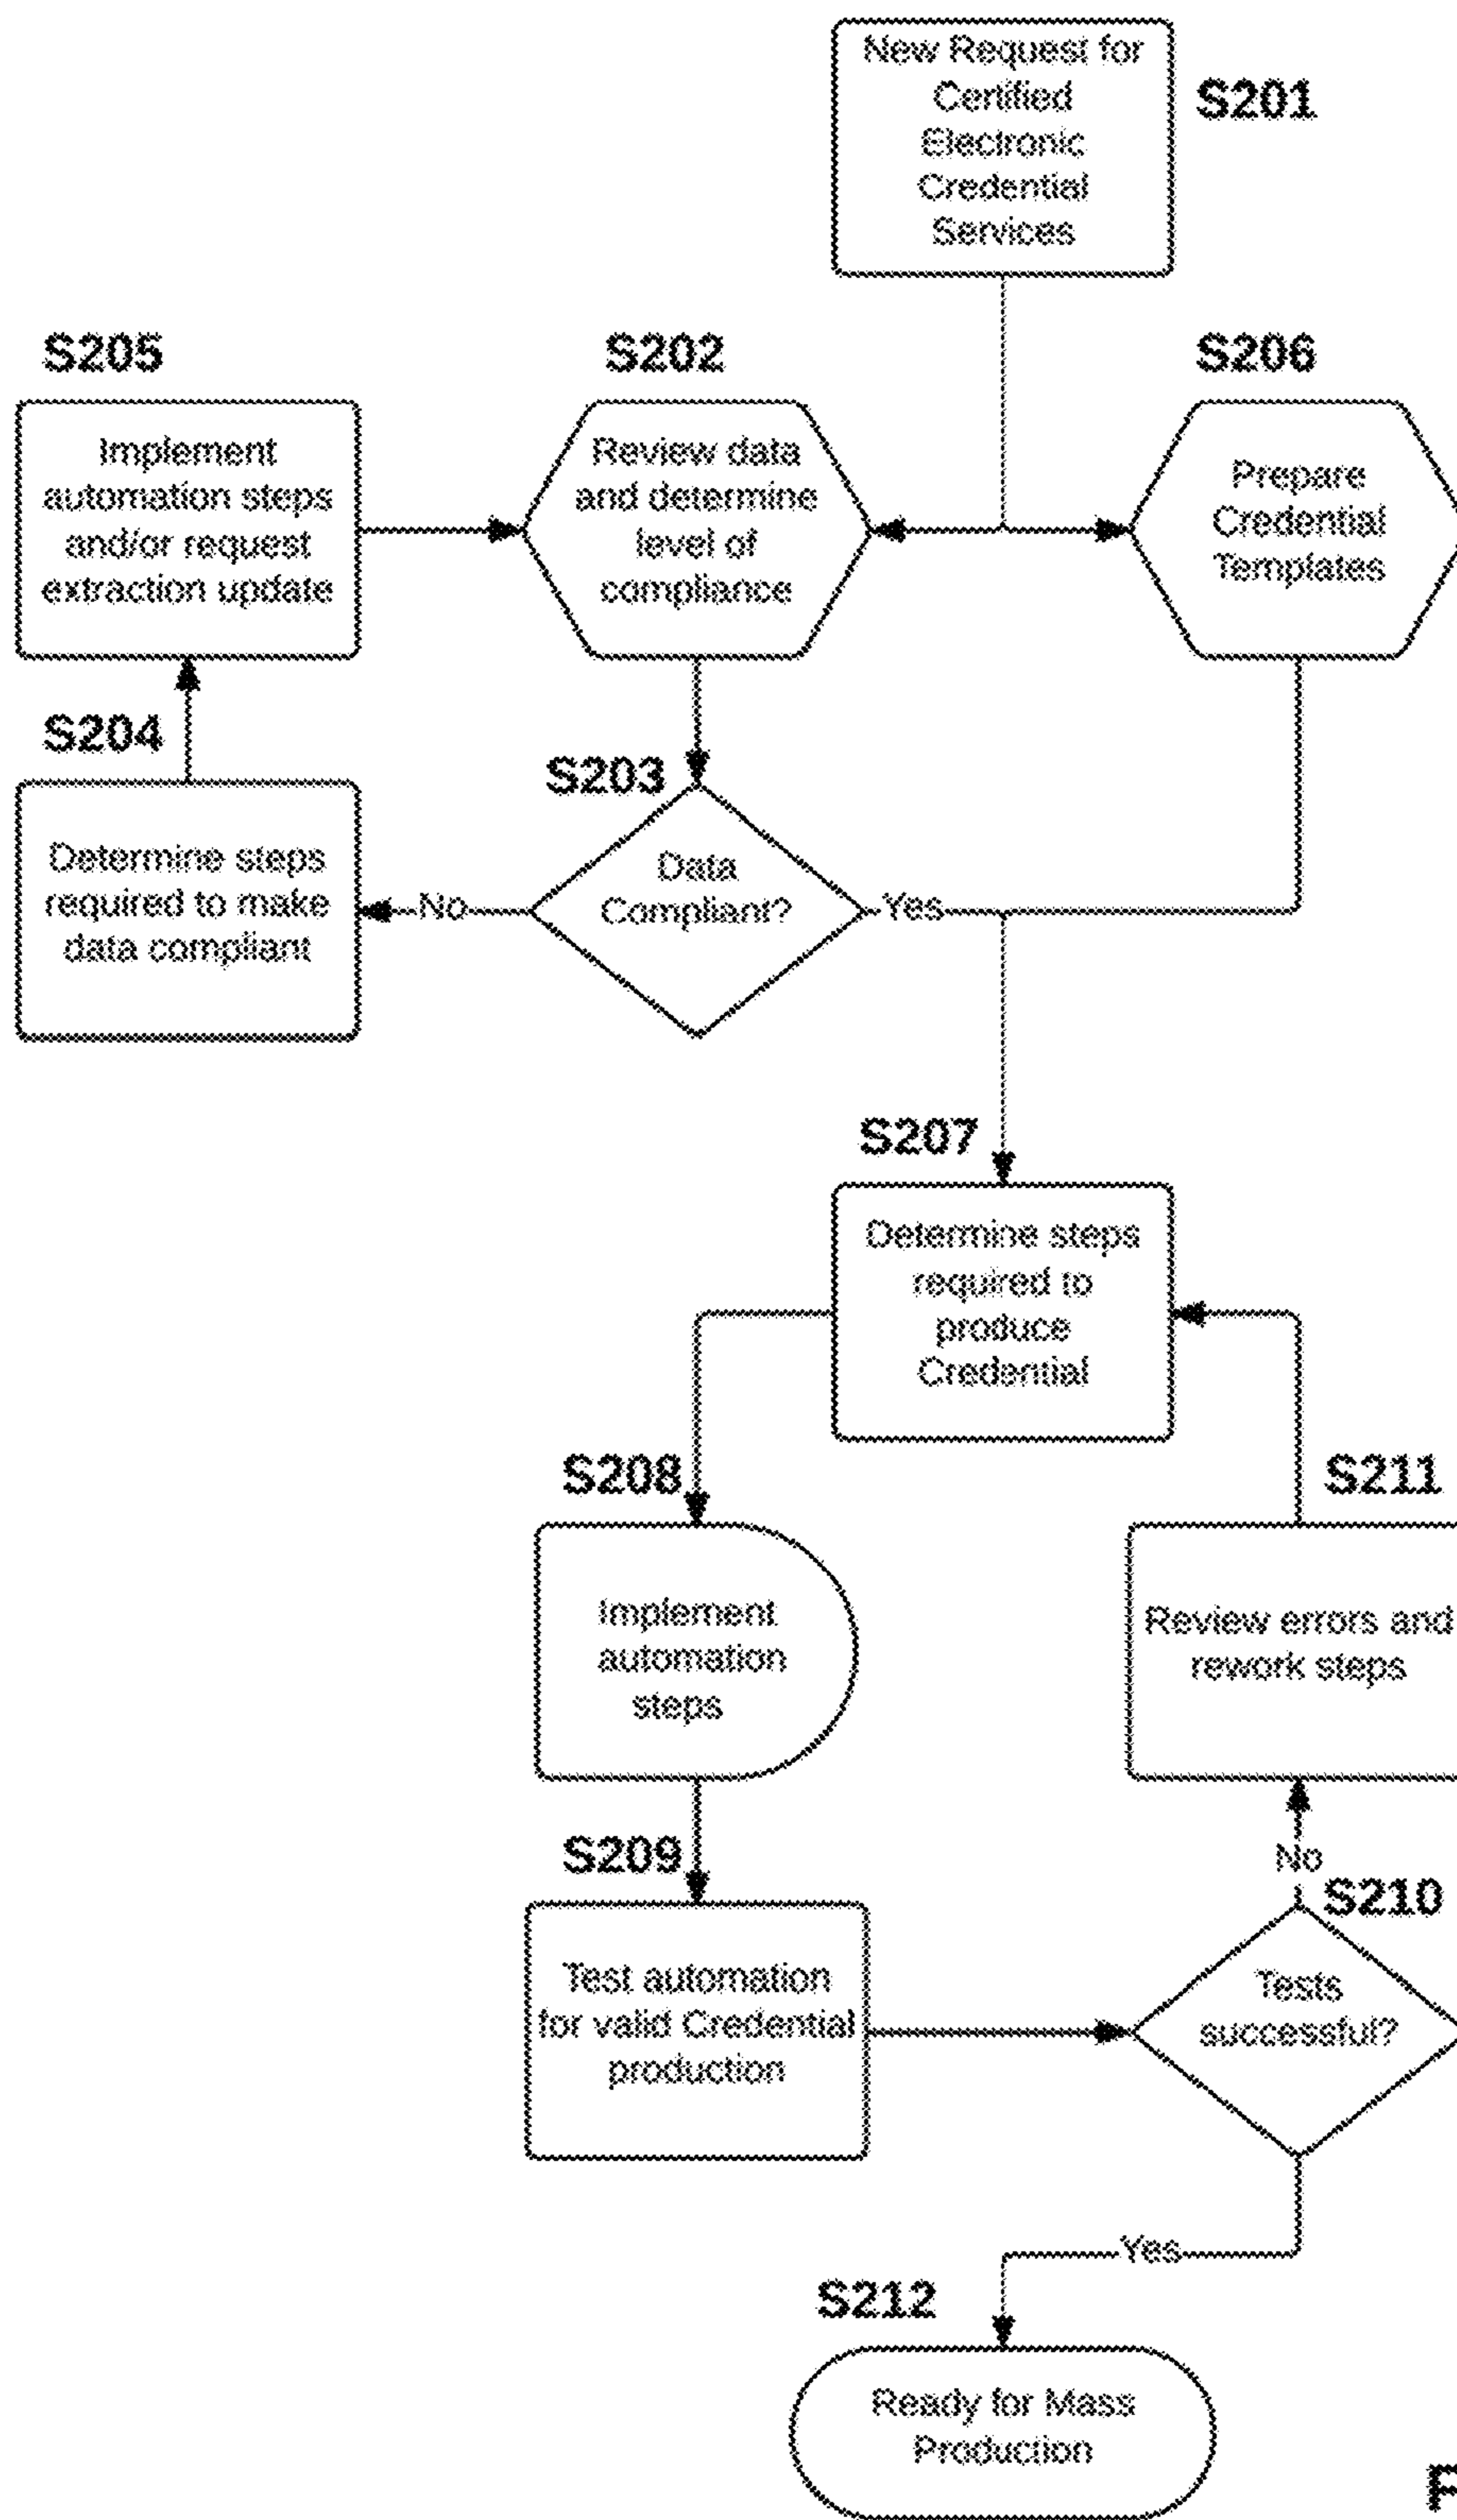 New Request for
Certified
Electronic
Credential
Services
S201
S205
S202
S206
Implement
automation steps
and/or request
extraction update
Review data
and determine
level of
compliance
Prepare
Credential
Templates
S204
S203
Determine steps
required to make
data compliant
No
Data
Compliant?
Yes
S207
Determine steps
required to
produce
Credential
S208
S211
Implement
automation
steps
Review errors and
rework steps
S209
No
S210
Test automation
for valid Credential
production
Tests
successful?
Yes
S212
Ready for Mass
Production
F